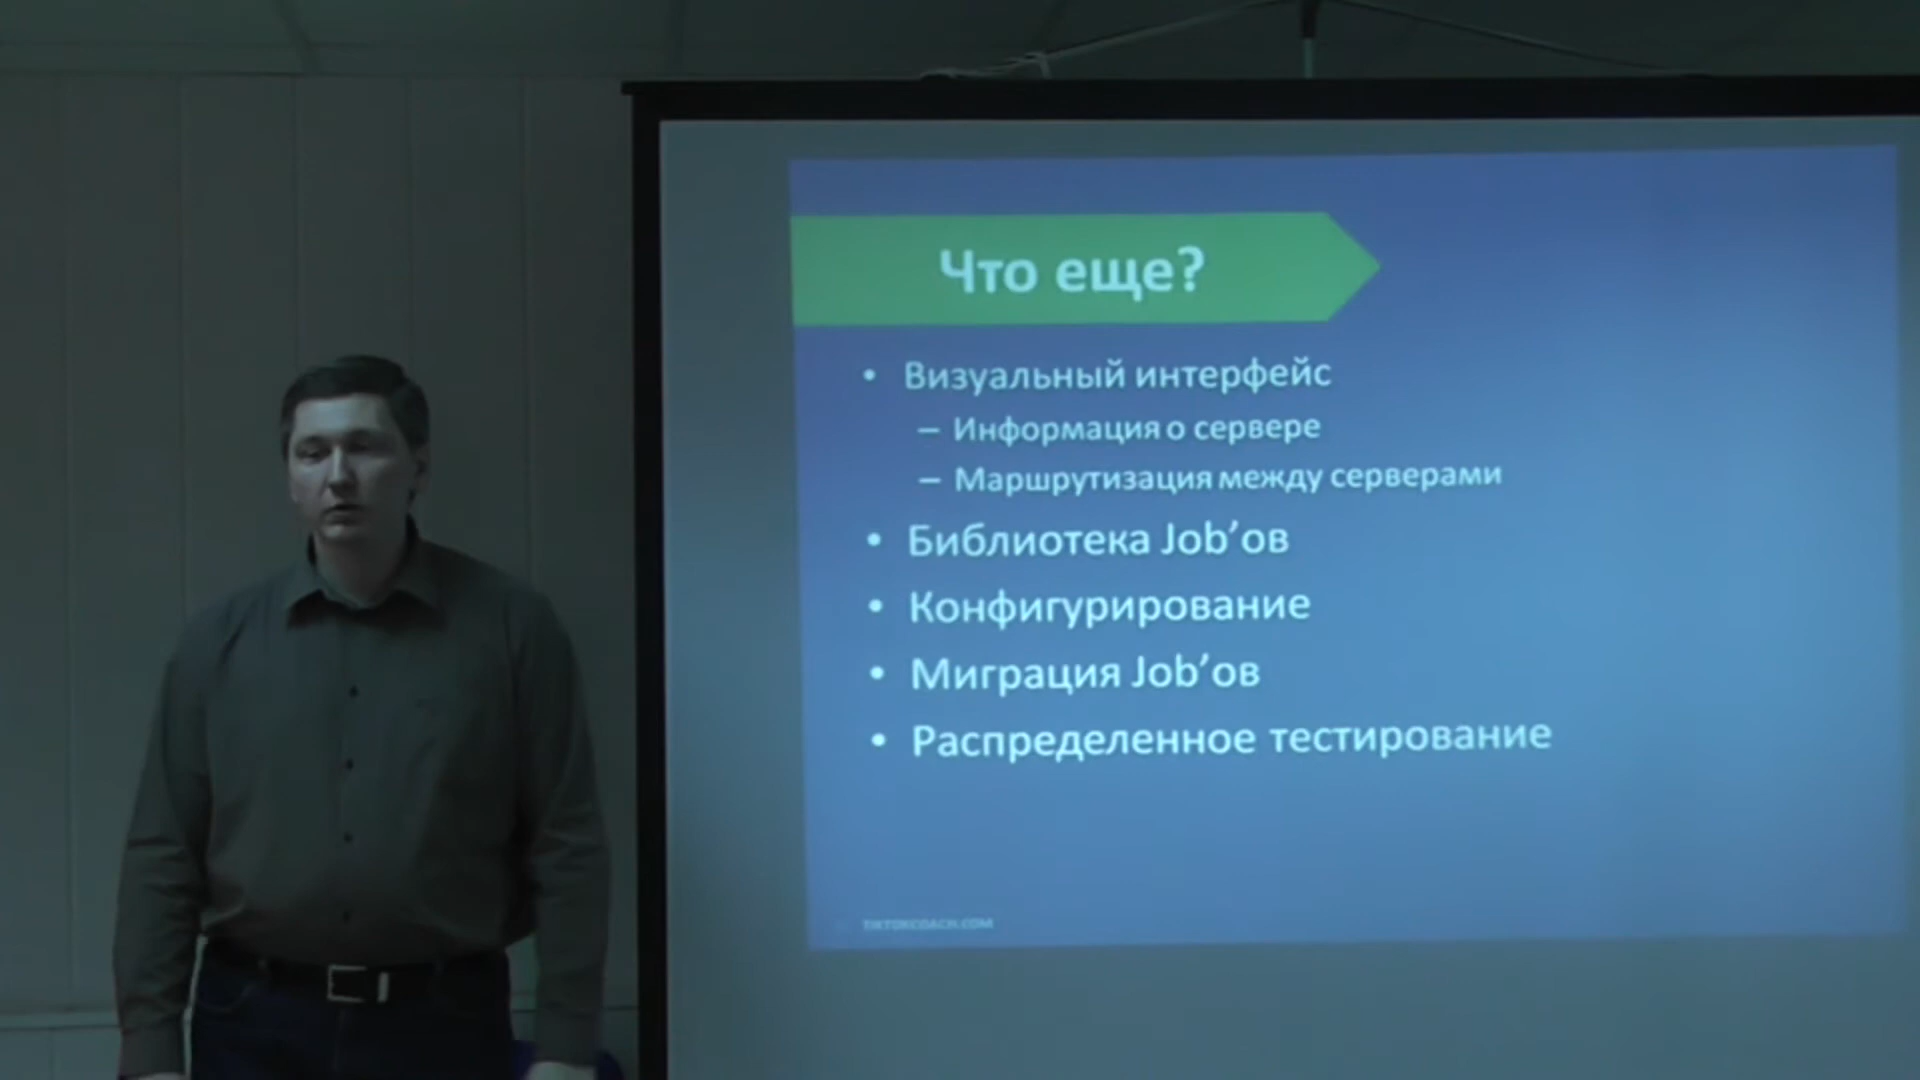 Что еще?
• Визуальный интерфейс
– Информация о сервере
– Маршрутизация между серверами
• Библиотека Job’ов
• Конфигурирование
• Миграция Job’ов
• Распределенное тестирование